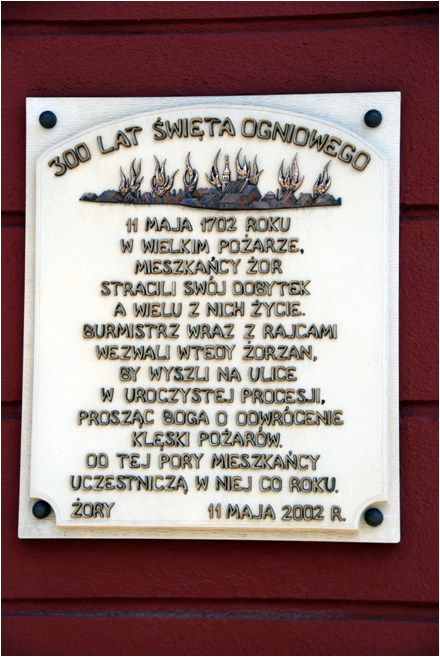 300 LAT ŚWIĘTA OGNIOWEGO
11 MAJA 1702 ROKU
W WIELKIM POŻARZE,
MIESZKAŃCY ŻOR
STRACILI SWÓJ DOBYTEK
A WIELU Z NICH ŻYCIE.
BURMISTRZ WRAZ Z RAJCAMI
WEZWALI WTEDY ŻORZAN,
BY WYSZLI NA ULICE
W UROCZYSTEJ PROCESJI,
PROSZĄC BOGA O ODWRÓCENIE
KLĘSKI POŻARÓW.
OD TEJ PORY MIESZKAŃCY
UCZESTNICZĄ W NIEJ CO ROKU.
ŻORY 11 MAJA 2002 R.